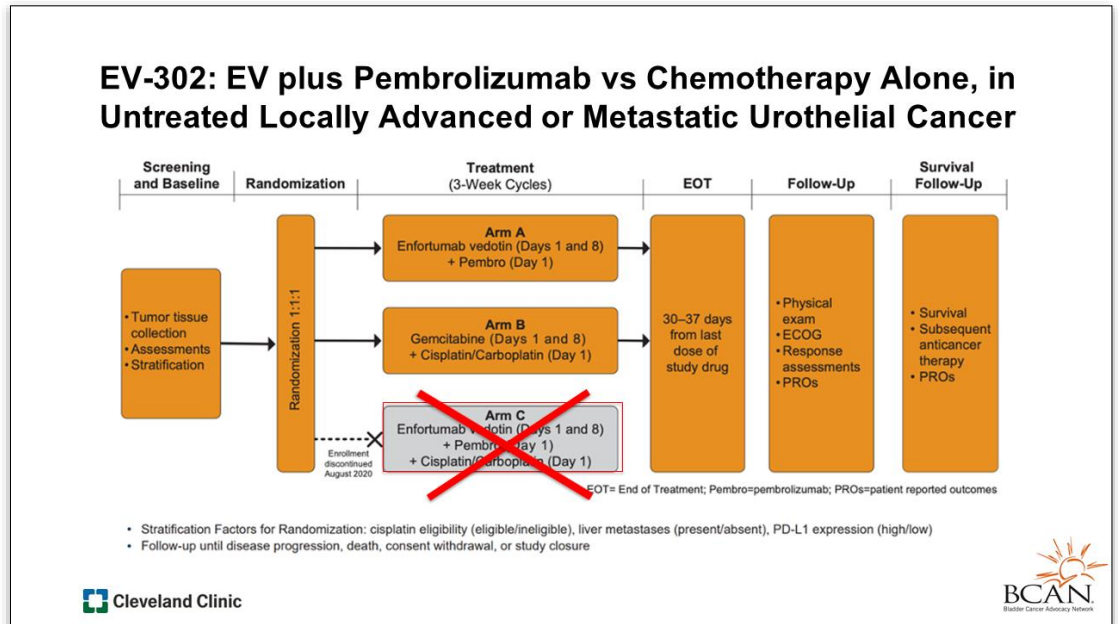 EV-302: EV plus Pembrolizumab vs Chemotherapy Alone, in
Untreated Locally Advanced or Metastatic Urothelial Cancer
Screening
and Baseline
Randomization
Treatment
(3-Week Cycles)
EOT
Follow-Up
Survival
Follow-Up
• Tumor tissue
collection
• Assessments
• Stratification
Randomization 1:1:1
Arm A
Enfortumab vedotin (Days 1 and 8)
+ Pembro (Day 1)
Arm B
Gemcitabine (Days 1 and 8)
+ Cisplatin/Carboplatin (Day 1)
Enrollment
discontinued
August 2020
Arm C
Enfortumab vedotin (Days 1 and 8)
+ Pembro (Day 1)
+ Cisplatin/Carboplatin (Day 1)
30–37 days
from last
dose of
study drug
• Physical
exam
• ECOG
• Response
assessments
• PROs
• Survival
• Subsequent
anticancer
therapy
• PROs
EOT= End of Treatment; Pembro=pembrolizumab; PROs=patient reported outcomes
• Stratification Factors for Randomization: cisplatin eligibility (eligible/ineligible), liver metastases (present/absent), PD-L1 expression (high/low)
• Follow-up until disease progression, death, consent withdrawal, or study closure
Cleveland Clinic
BCAN
Bladder Cancer Advocacy Network